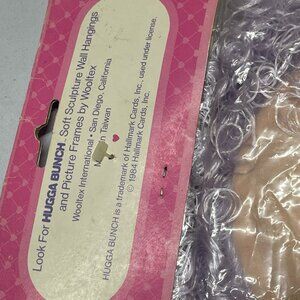 Look For HUGGA BUNCH Soft Sculpture Wall Hangings
and Picture Frames by Wooltex
Wooltex International • San Diego, California
in Taiwan
HUGGA BUNCH is a trademark of Hallmark Cards, Inc. used under license.
© 1984 Hallmark Cards, Inc.